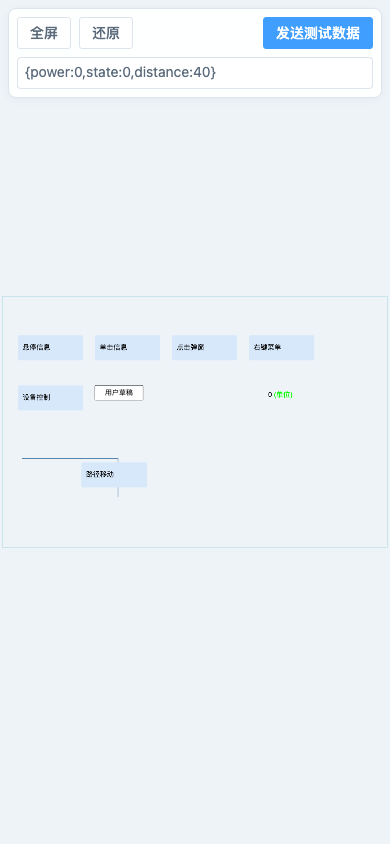 全屏 还原 发送测试数据
{power:0,state:0,distance:40}
悬停信息 单击信息 点击弹窗 右键菜单
设备控制 用户草稿 0 (单位)
路径移动